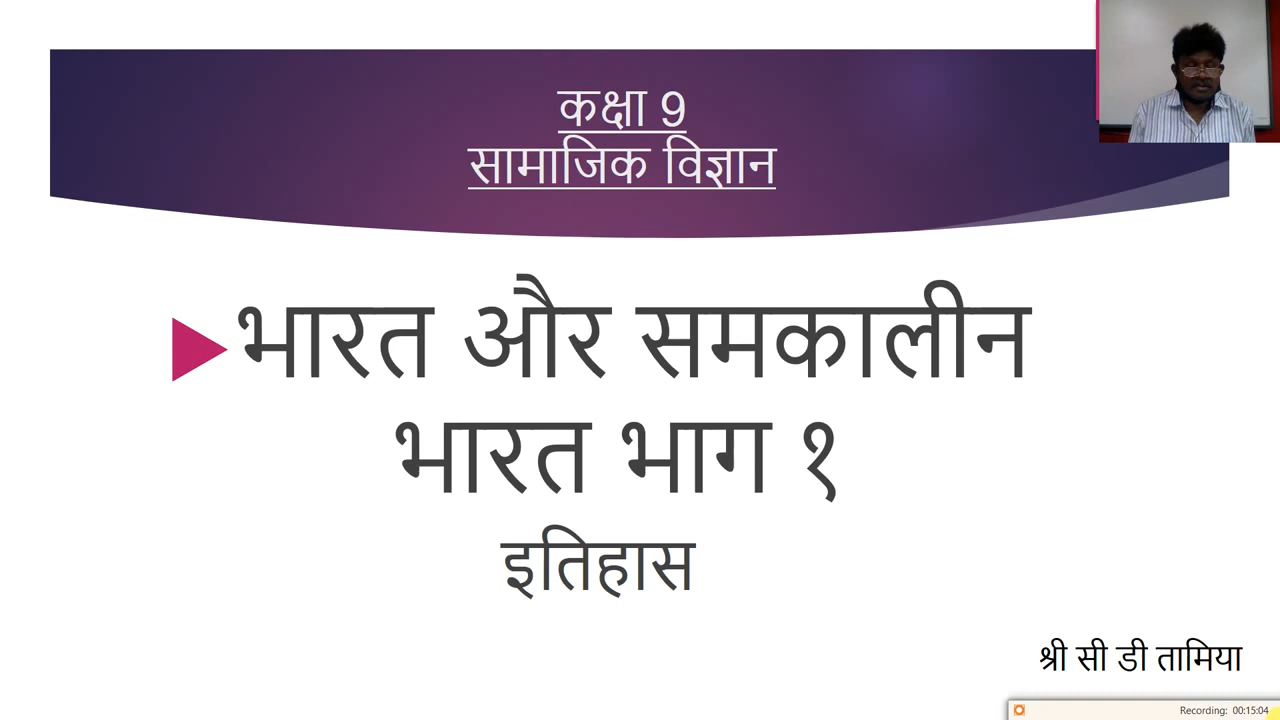 कक्षा 9
सामाजिक विज्ञान
भारत और समकालीन
भारत भाग १
इतिहास
श्री सी डी तामिया
Recording: 00:15:04